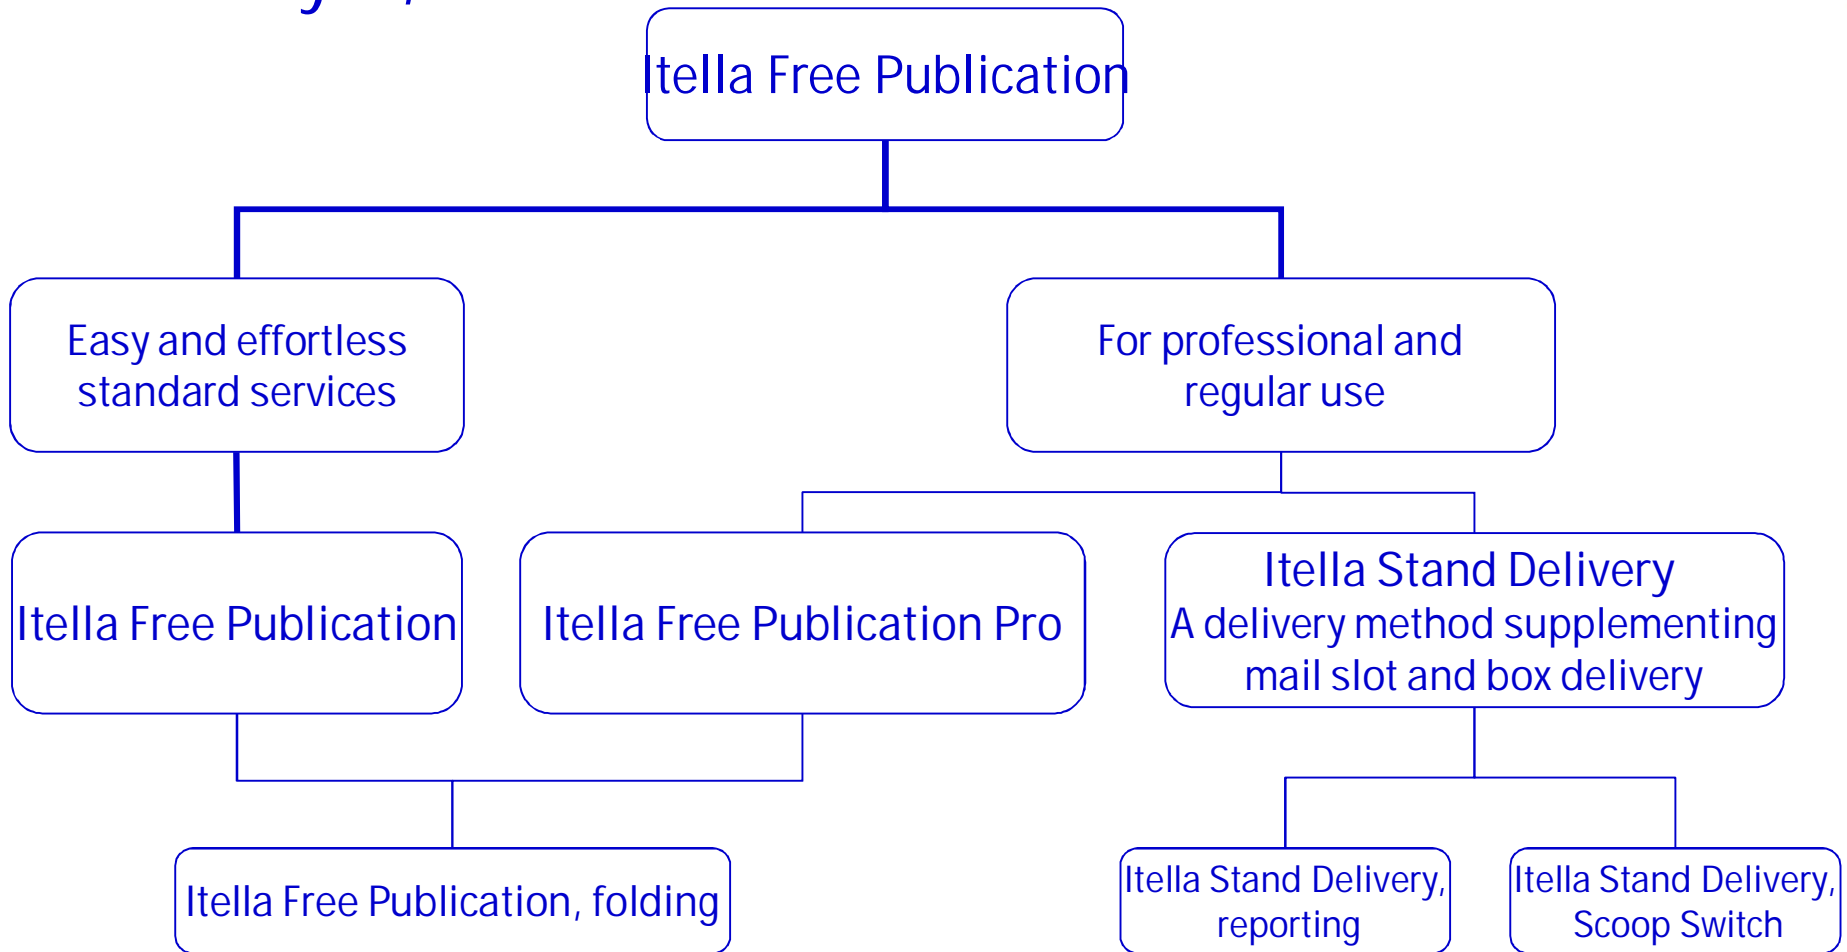 Itella Free Publication
Easy and effortless
standard services
For professional and
regular use
Itella Free Publication
Itella Free Publication Pro
Itella Stand Delivery
A delivery method supplementing
mail slot and box delivery
Itella Free Publication, folding
Itella Stand Delivery,
reporting
Itella Stand Delivery,
Scoop Switch